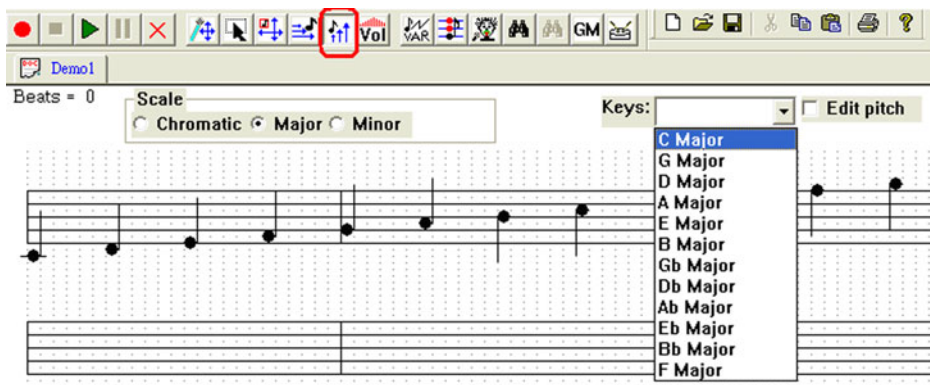 Vol VAR GM
Demo1
Beats = 0
Scale
Chromatic Major Minor
Keys: Edit pitch
C Major
G Major
D Major
A Major
E Major
B Major
Gb Major
Db Major
Ab Major
Eb Major
Bb Major
F Major